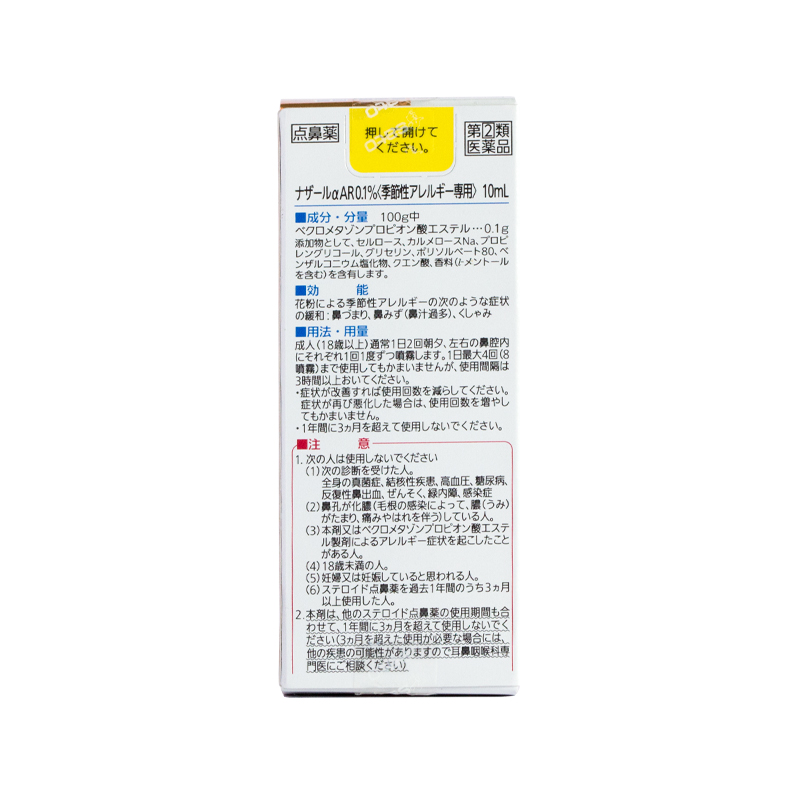 点鼻薬
押して開けて
ください。
指②類
医薬品
ナザールαAR0.1%〈季節性アレルギー専用〉 10mL
■成分・分量 100g中
ベクロメタゾンプロピオン酸エステル…0.1g
添加物として、セルロース、カルメロースNa、プロピ
レングリコール、グリセリン、ポリソルベート80、ベ
ンザルコニウム塩化物、クエン酸、香料(ℓ-メントール
を含む)を含有します。
■効 能
花粉による季節性アレルギーの次のような症状
の緩和:鼻づまり、鼻みず(鼻汁過多)、くしゃみ
■用法・用量
成人(18歳以上)通常1日2回朝夕、左右の鼻腔内
にそれぞれ1回1度ずつ噴霧します。1日最大4回(8
噴霧)まで使用してもかまいませんが、使用間隔は
3時間以上おいてください。
・症状が改善すれば使用回数を減らしてください。
症状が再び悪化した場合は、使用回数を増やし
てもかまいません。
・1年間に3ヵ月を超えて使用しないでください。
■注 意
1. 次の人は使用しないでください
(1)次の診断を受けた人。
全身の真菌症、結核性疾患、高血圧、糖尿病、
反復性鼻出血、ぜんそく、緑内障、感染症
(2)鼻孔が化膿(毛根の感染によって、膿(うみ)
がたまり、痛みやはれを伴う)している人。
(3)本剤又はベクロメタゾンプロピオン酸エステ
ル製剤によるアレルギー症状を起こしたこと
がある人。
(4)18歳未満の人。
(5)妊婦又は妊娠していると思われる人。
(6)ステロイド点鼻薬を過去1年間のうち3ヵ月
以上使用した人。
2. 本剤は、他のステロイド点鼻薬の使用期間も合
わせて、1年間に3ヵ月を超えて使用しないでく
ださい(3ヵ月を超えた使用が必要な場合には、
他の疾患の可能性がありますので耳鼻咽喉科専
門医にご相談ください)